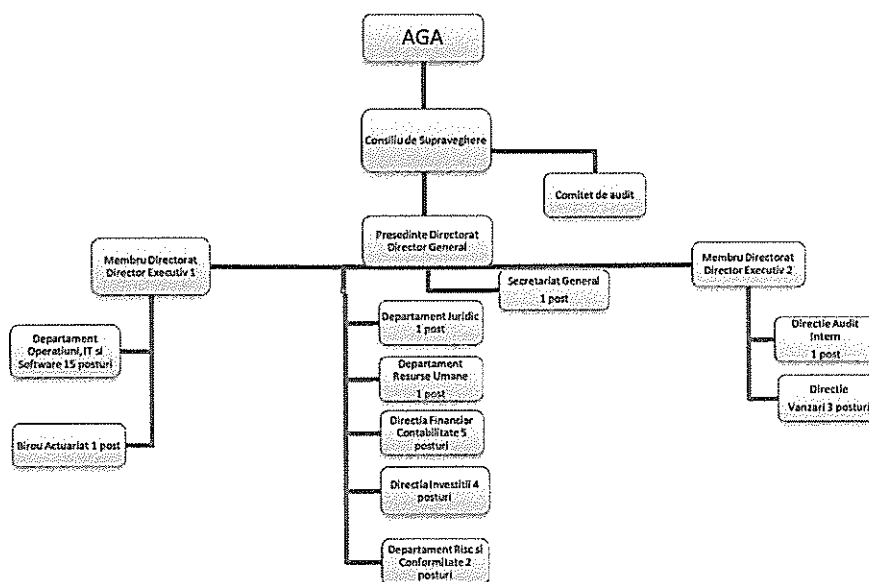 AGA
Consiliu de Supraveghere
Comitet de audit
Presedinte Directorat
Director General
Membru Directorat
Director Executiv 1
Membru Directorat
Director Executiv 2
Secretariat General
1 post
Departament
Operatiuni, IT si
Software 15 posturi
Birou Actuariat 1 post
Departament Juridic
1 post
Departament
Resurse Umane
1 post
Directia Financiar
Contabilitate 5
posturi
Directia Investitii 4
posturi
Departament Risc si
Conformitate 2
posturi
Directie Audit
Intern
1 post
Directie
Vanzari 3 posturi